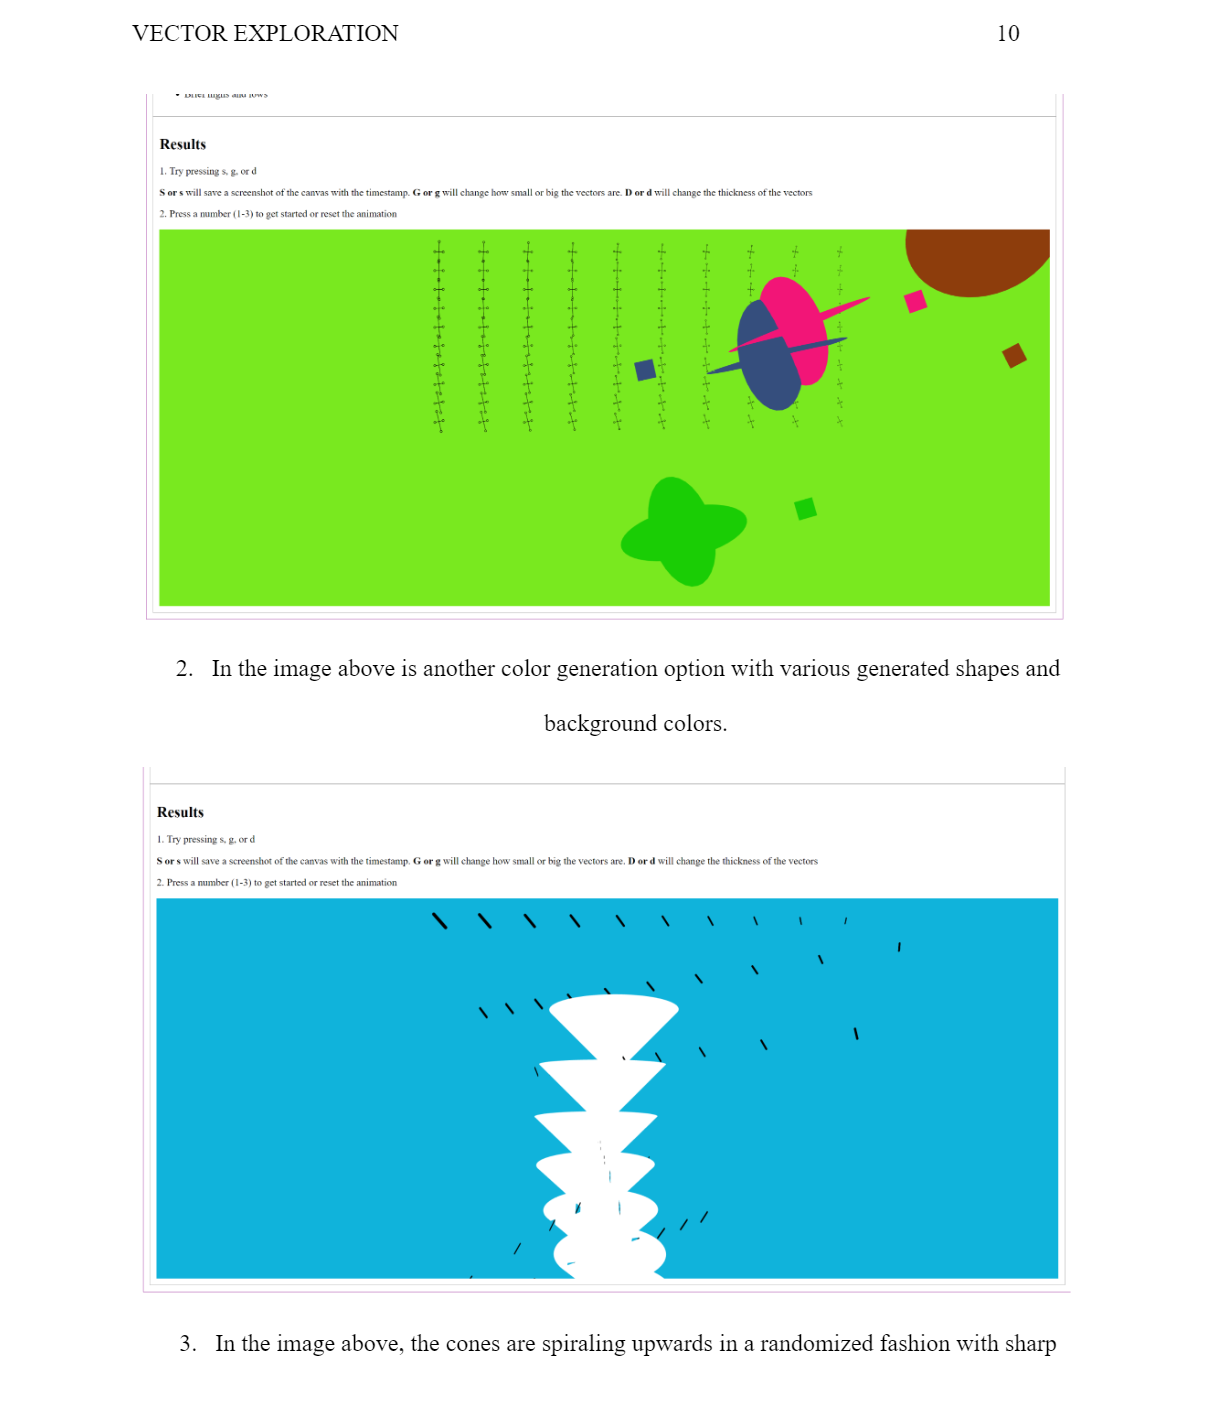 VECTOR EXPLORATION 10
Results
1. Try pressing s, g, or d
S or s will save a screenshot of the canvas with the timestamp. G or g will change how small or big the vectors are. D or d will change the thickness of the vectors
2. Press a number (1-3) to get started or reset the animation
2. In the image above is another color generation option with various generated shapes and
background colors.
Results
1. Try pressing s, g, or d
S or s will save a screenshot of the canvas with the timestamp. G or g will change how small or big the vectors are. D or d will change the thickness of the vectors
2. Press a number (1-3) to get started or reset the animation
3. In the image above, the cones are spiraling upwards in a randomized fashion with sharp